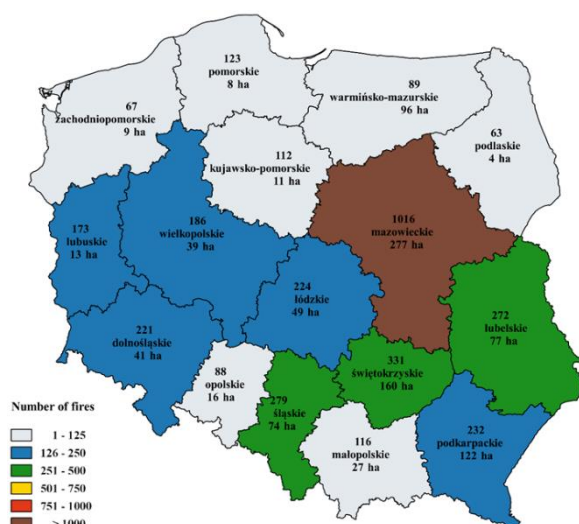 123
pomorskie
8 ha
89
warmińsko-mazurskie
96 ha
67
zachodniopomorskie
9 ha
63
podlaskie
4 ha
112
kujawsko-pomorskie
11 ha
1016
mazowieckie
277 ha
186
wielkopolskie
39 ha
173
lubuskie
13 ha
224
łódzkie
49 ha
272
lubelskie
77 ha
221
dolnośląskie
41 ha
331
świętokrzyskie
160 ha
88
opolskie
16 ha
279
śląskie
74 ha
116
małopolskie
27 ha
232
podkarpackie
122 ha
Number of fires
1 - 125
126 - 250
251 - 500
501 - 750
751 - 1000
> 1000